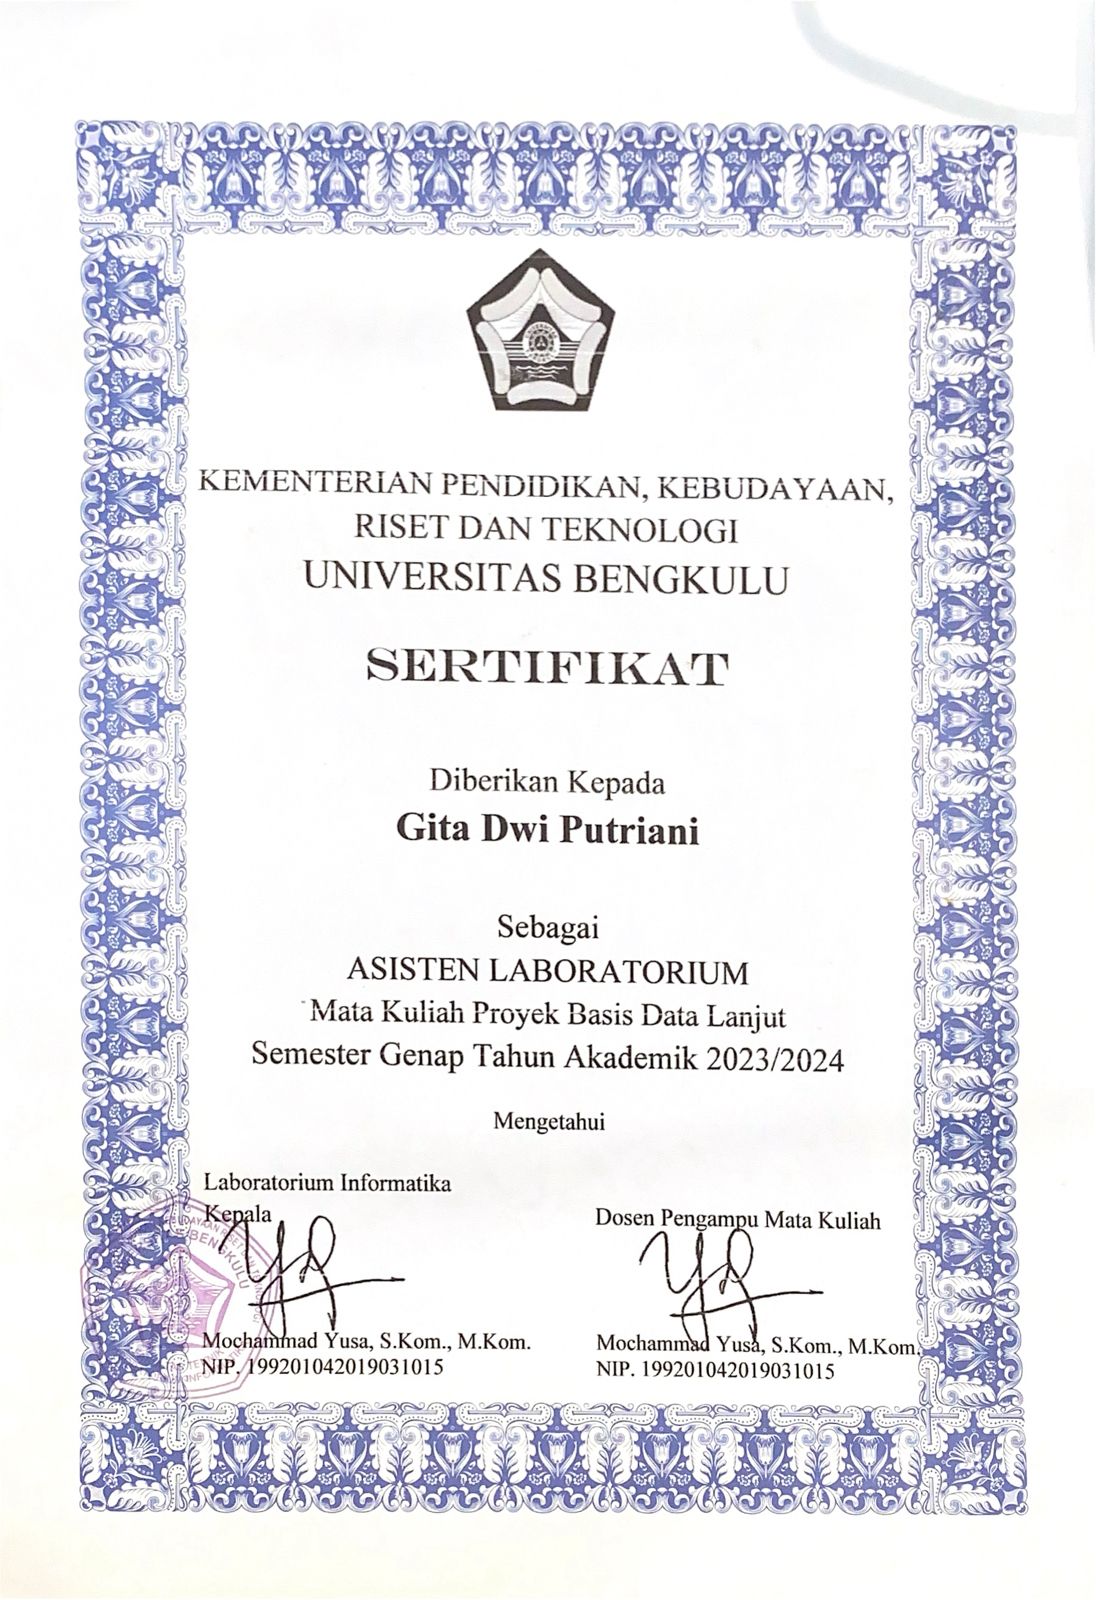 KEMENTERIAN PENDIDIKAN, KEBUDAYAAN,
RISET DAN TEKNOLOGI
UNIVERSITAS BENGKULU
SERTIFIKAT
Diberikan Kepada
Gita Dwi Putriani
Sebagai
ASISTEN LABORATORIUM
Mata Kuliah Proyek Basis Data Lanjut
Semester Genap Tahun Akademik 2023/2024
Mengetahui
Laboratorium Informatika
Kepala
Mochammad Yusa, S.Kom., M.Kom.
NIP. 199201042019031015
Dosen Pengampu Mata Kuliah
Mochammad Yusa, S.Kom., M.Kom.
NIP. 199201042019031015
BENGKULU